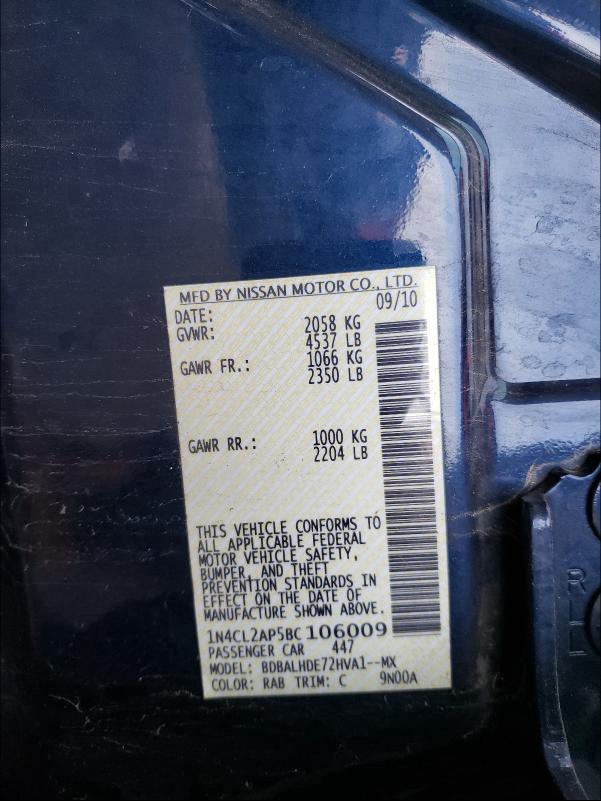 MFD BY NISSAN MOTOR CO., LTD.
DATE: 09/10
GVWR: 2058 KG
4537 LB
GAWR FR.: 1066 KG
2350 LB
GAWR RR.: 1000 KG
2204 LB
THIS VEHICLE CONFORMS TO
ALL APPLICABLE FEDERAL
MOTOR VEHICLE SAFETY,
BUMPER, AND THEFT
PREVENTION STANDARDS IN
EFFECT ON THE DATE OF
MANUFACTURE SHOWN ABOVE.
1N4CL2AP5BC106009
PASSENGER CAR 447
MODEL: BDBALHDE72HVA1--MX
COLOR: RAB TRIM: C 9N00A